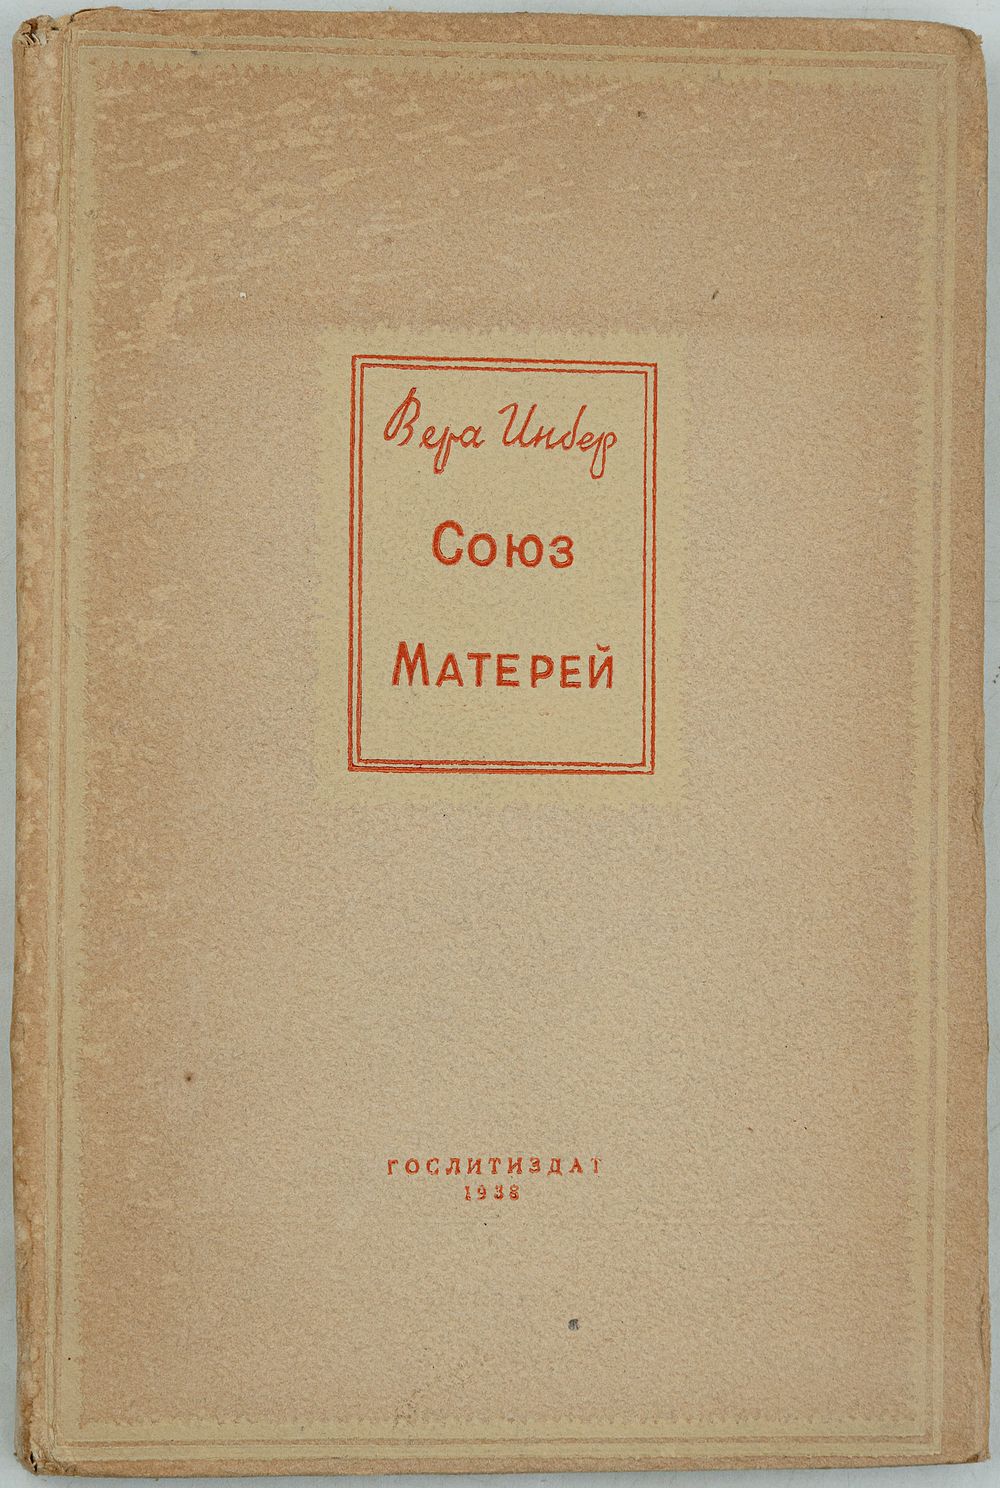 Вера Инбер
Союз
Матерей
ГОСЛИТИЗДАТ
1938